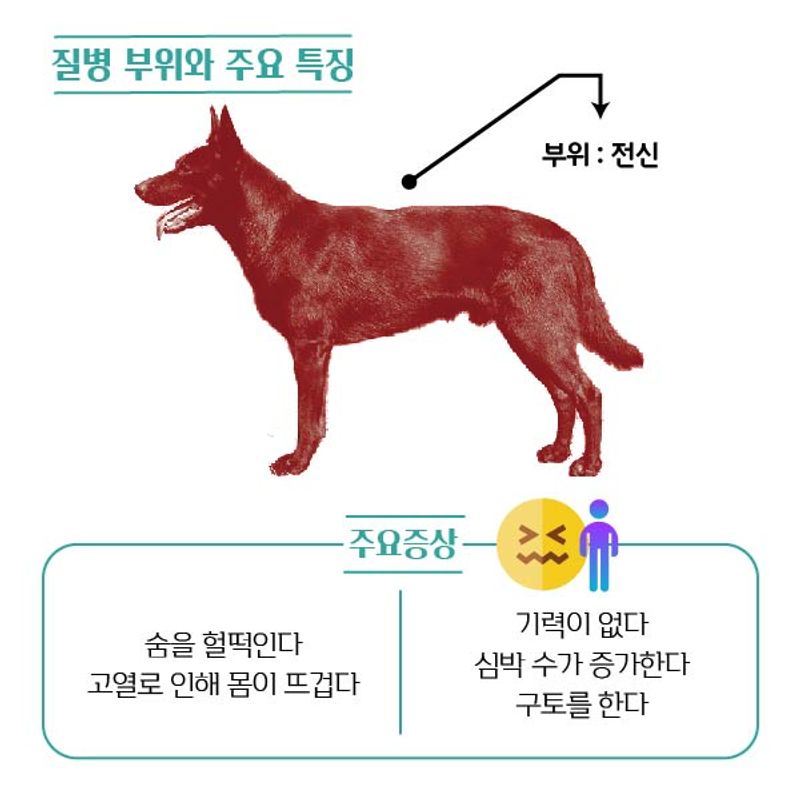 질병 부위와 주요 특징
부위 : 전신
주요증상
숨을 헐떡인다
고열로 인해 몸이 뜨겁다
기력이 없다
심박 수가 증가한다
구토를 한다